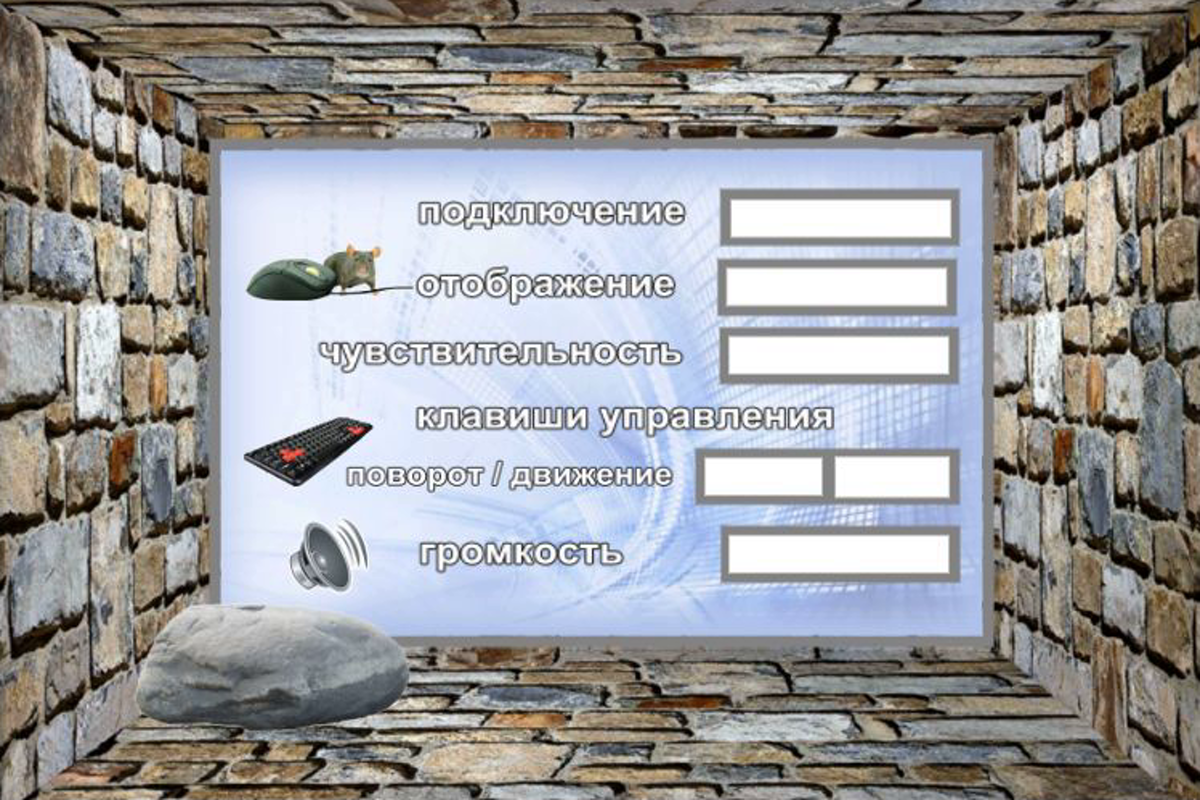 подключение
отображение
чувствительность
клавиши управления
поворот / движение
громкость